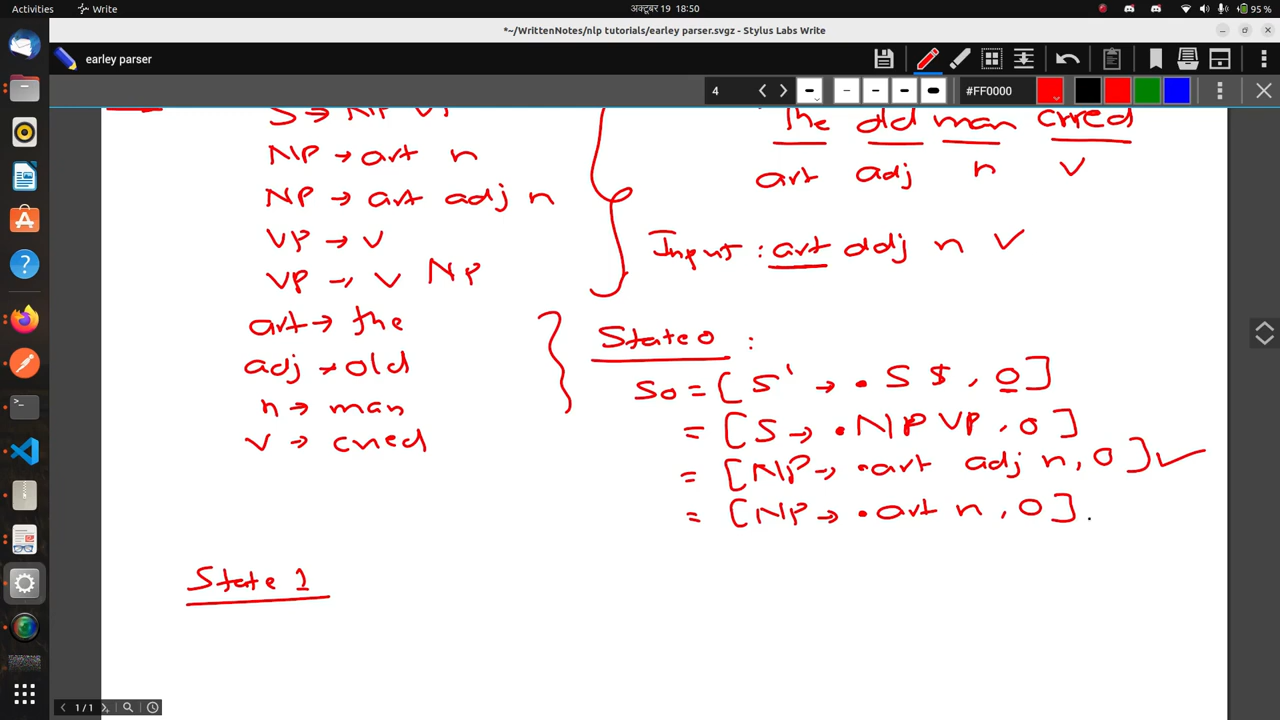 Activities
Write
अक्टूबर 19 18:50
95 %
*~/WrittenNotes/nlp tutorials/earley parser.svgz - Stylus Labs Write
earley parser
4
#FF0000
S → NP VP
NP → art n
NP → art adj n
VP → v
VP → v NP
art → the
adj → old
n → man
v → cried
The old man cried
art adj n v
Input : art adj n v
State 0 :
S0 = [S' → • S $, 0]
= [S → • NP VP, 0]
= [NP → • art adj n, 0] ✓
= [NP → • art n, 0]
State 1
1/1